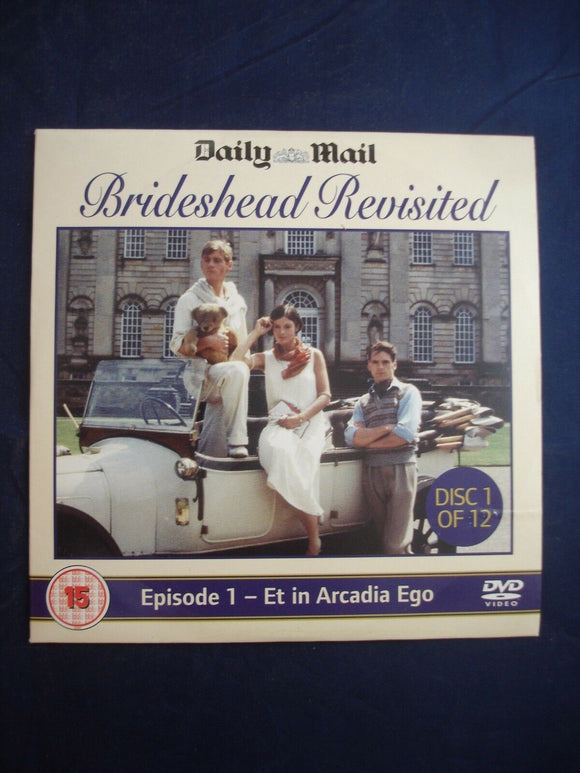 Daily Mail
Brideshead Revisited
DISC 1
OF 12
15
Episode 1 – Et in Arcadia Ego
DVD
VIDEO